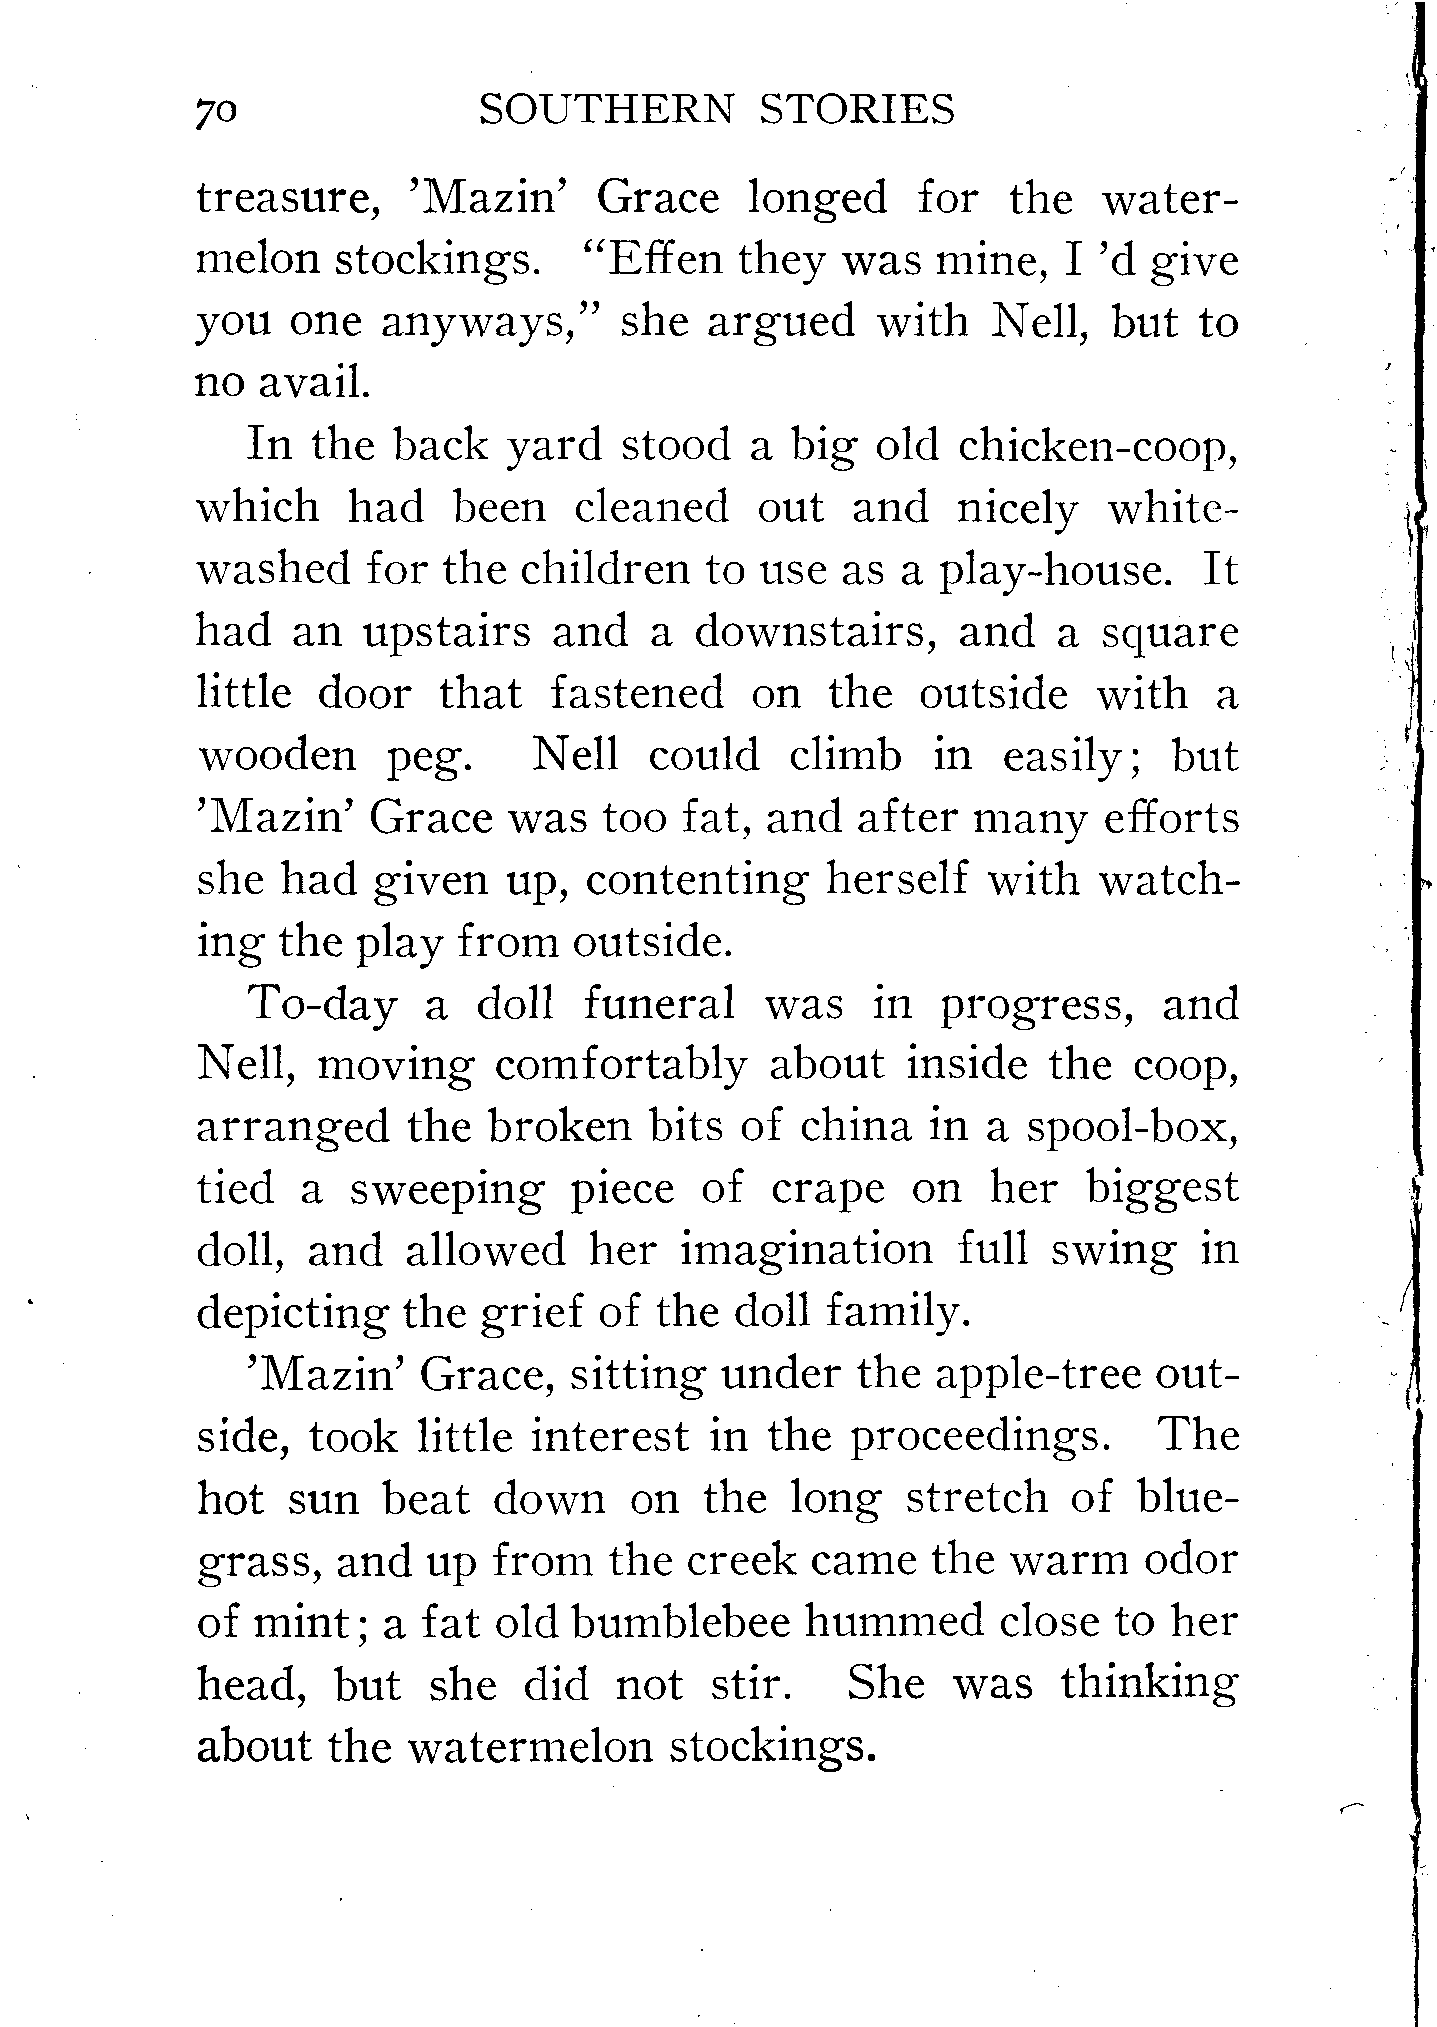 70 SOUTHERN STORIES
treasure, ’Mazin’ Grace longed for the water-
melon stockings. “Effen they was mine, I ’d give
you one anyways,” she argued with Nell, but to
no avail.
In the back yard stood a big old chicken-coop,
which had been cleaned out and nicely white-
washed for the children to use as a play-house. It
had an upstairs and a downstairs, and a square
little door that fastened on the outside with a
wooden peg. Nell could climb in easily; but
’Mazin’ Grace was too fat, and after many efforts
she had given up, contenting herself with watch-
ing the play from outside.
To-day a doll funeral was in progress, and
Nell, moving comfortably about inside the coop,
arranged the broken bits of china in a spool-box,
tied a sweeping piece of crape on her biggest
doll, and allowed her imagination full swing in
depicting the grief of the doll family.
’Mazin’ Grace, sitting under the apple-tree out-
side, took little interest in the proceedings. The
hot sun beat down on the long stretch of blue-
grass, and up from the creek came the warm odor
of mint; a fat old bumblebee hummed close to her
head, but she did not stir. She was thinking
about the watermelon stockings.